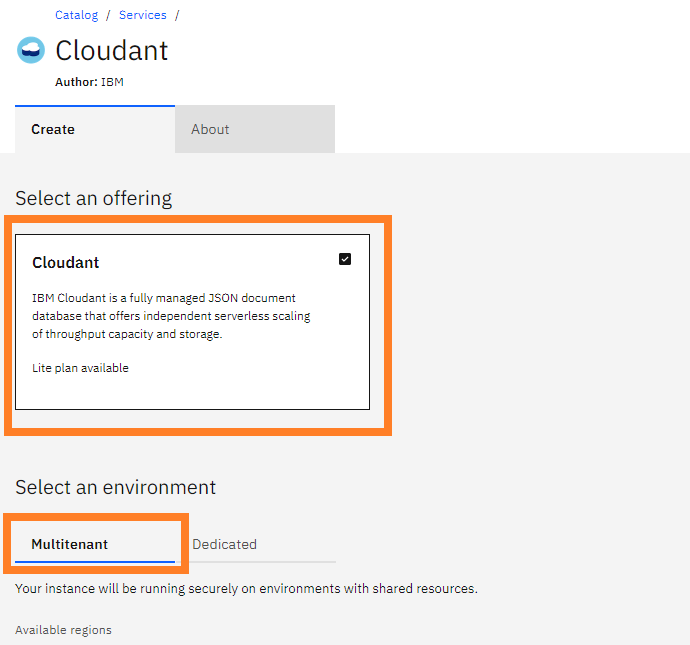 Catalog / Services /
Cloudant
Author: IBM
Create About
Select an offering
Cloudant
IBM Cloudant is a fully managed JSON document
database that offers independent serverless scaling
of throughput capacity and storage.
Lite plan available
Select an environment
Multitenant Dedicated
Your instance will be running securely on environments with shared resources.
Available regions